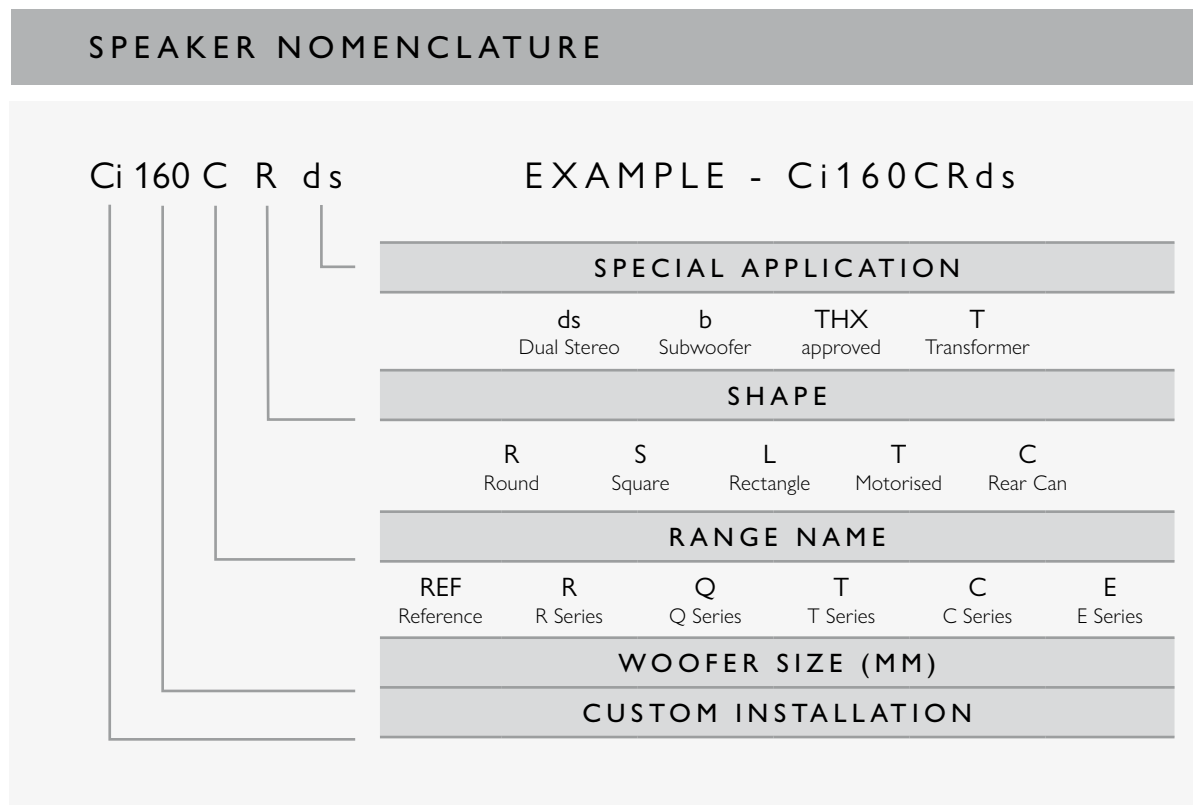 SPEAKER NOMENCLATURE
Ci 160 C R ds EXAMPLE - Ci160CRds
SPECIAL APPLICATION
ds b THX T
Dual Stereo Subwoofer approved Transformer
SHAPE
R S L T C
Round Square Rectangle Motorised Rear Can
RANGE NAME
REF R Q T C E
Reference R Series Q Series T Series C Series E Series
WOOFER SIZE (MM)
CUSTOM INSTALLATION